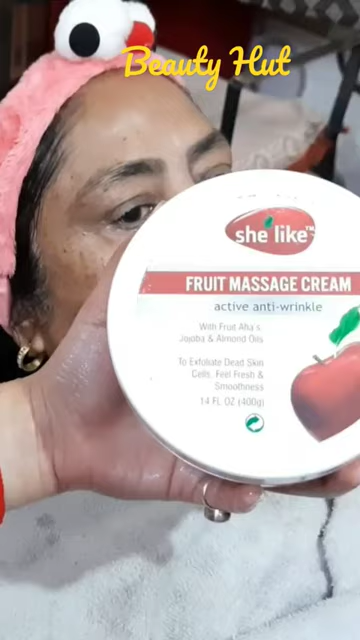 Beauty Hut
she like™
FRUIT MASSAGE CREAM
active anti-wrinkle
With Fruit Aha's
Jojoba & Almond Oils
To Exfoliate Dead Skin
Cells, Feel Fresh &
Smoothness
14 FL OZ (400g)